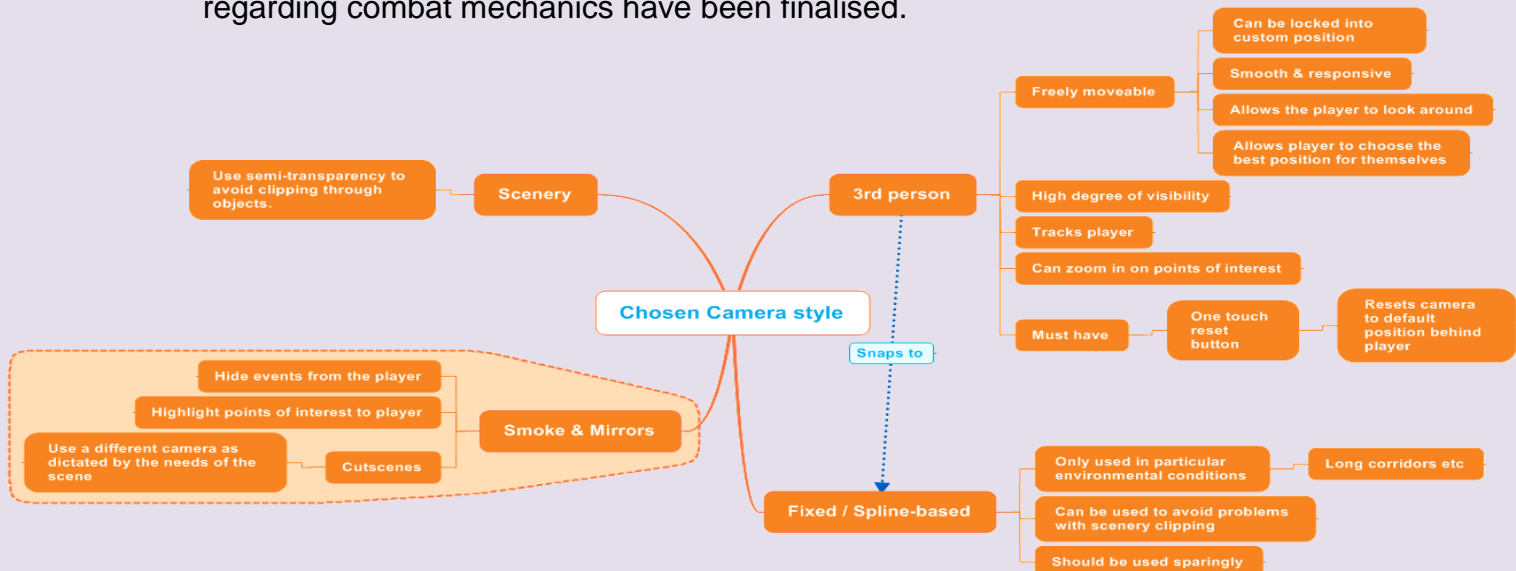 regarding combat mechanics have been finalised.
Can be locked into
custom position
Smooth & responsive
Freely moveable
Allows the player to look around
Allows player to choose the
best position for themselves
Use semi-transparency to
avoid clipping through
objects.
Scenery
3rd person
High degree of visibility
Tracks player
Can zoom in on points of interest
Chosen Camera style
Must have
One touch
reset
button
Resets camera
to default
position behind
player
Snaps to
Hide events from the player
Highlight points of interest to player
Smoke & Mirrors
Use a different camera as
dictated by the needs of the
scene
Cutscenes
Fixed / Spline-based
Only used in particular
environmental conditions
Long corridors etc
Can be used to avoid problems
with scenery clipping
Should be used sparingly